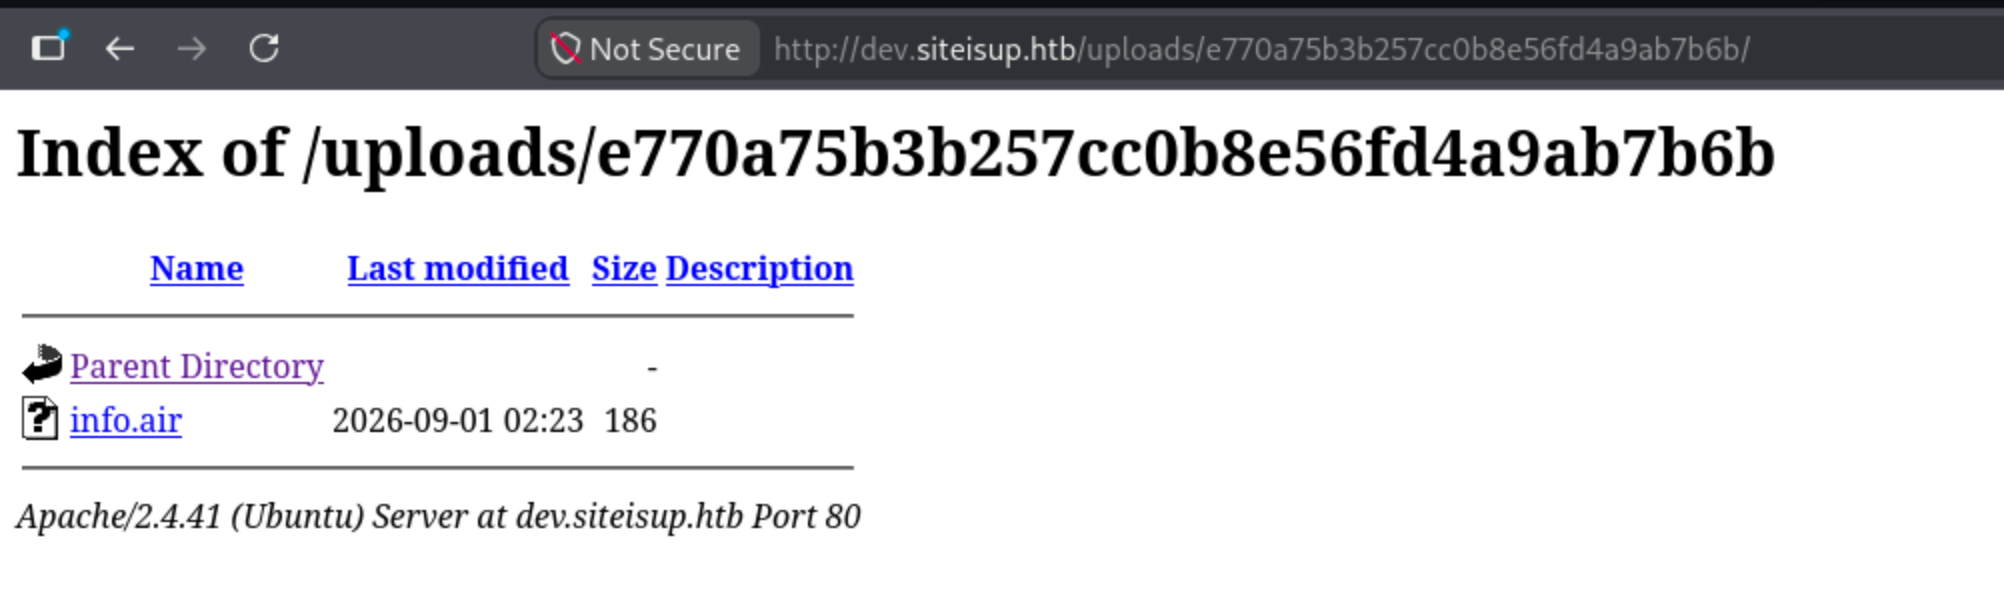 Not Secure http://dev.siteisup.htb/uploads/e770a75b3b257cc0b8e56fd4a9ab7b6b/
Index of /uploads/e770a75b3b257cc0b8e56fd4a9ab7b6b
Name Last modified Size Description
Parent Directory -
info.air 2026-09-01 02:23 186
Apache/2.4.41 (Ubuntu) Server at dev.siteisup.htb Port 80